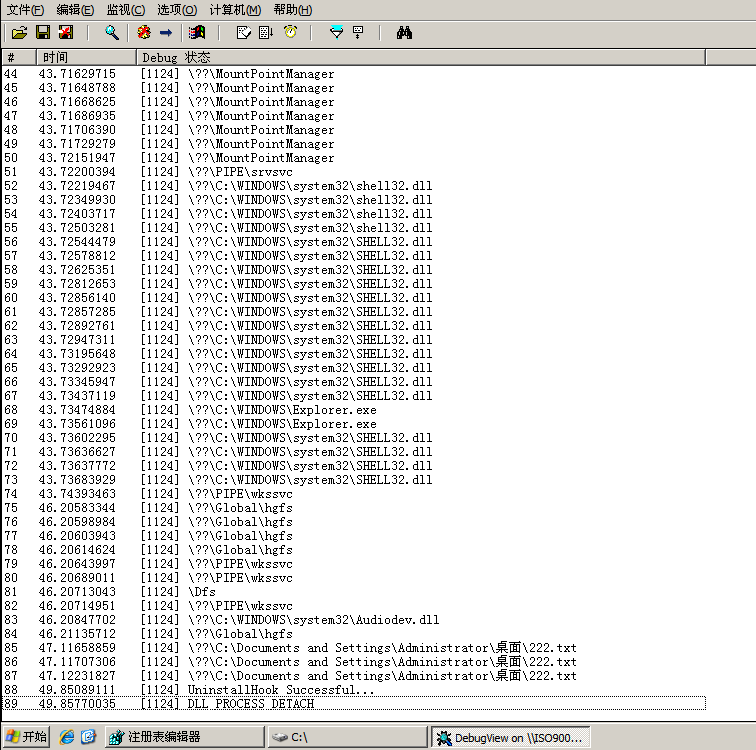 文件(F) 编辑(E) 监视(C) 选项(O) 计算机(M) 帮助(H)
# 时间 Debug 状态
44 43.71629715 [1124] \??\MountPointManager
45 43.71648788 [1124] \??\MountPointManager
46 43.71668625 [1124] \??\MountPointManager
47 43.71686935 [1124] \??\MountPointManager
48 43.71706390 [1124] \??\MountPointManager
49 43.71729279 [1124] \??\MountPointManager
50 43.72151947 [1124] \??\MountPointManager
51 43.72200394 [1124] \??\PIPE\srvsvc
52 43.72219467 [1124] \??\C:\WINDOWS\system32\shell32.dll
53 43.72349930 [1124] \??\C:\WINDOWS\system32\shell32.dll
54 43.72403717 [1124] \??\C:\WINDOWS\system32\shell32.dll
55 43.72503281 [1124] \??\C:\WINDOWS\system32\shell32.dll
56 43.72544479 [1124] \??\C:\WINDOWS\system32\SHELL32.dll
57 43.72578812 [1124] \??\C:\WINDOWS\system32\SHELL32.dll
58 43.72625351 [1124] \??\C:\WINDOWS\system32\SHELL32.dll
59 43.72812653 [1124] \??\C:\WINDOWS\system32\SHELL32.dll
60 43.72856140 [1124] \??\C:\WINDOWS\system32\SHELL32.dll
61 43.72857285 [1124] \??\C:\WINDOWS\system32\SHELL32.dll
62 43.72892761 [1124] \??\C:\WINDOWS\system32\SHELL32.dll
63 43.72947311 [1124] \??\C:\WINDOWS\system32\SHELL32.dll
64 43.73195648 [1124] \??\C:\WINDOWS\system32\SHELL32.dll
65 43.73292923 [1124] \??\C:\WINDOWS\system32\SHELL32.dll
66 43.73345947 [1124] \??\C:\WINDOWS\system32\SHELL32.dll
67 43.73437119 [1124] \??\C:\WINDOWS\system32\SHELL32.dll
68 43.73474884 [1124] \??\C:\WINDOWS\Explorer.exe
69 43.73561096 [1124] \??\C:\WINDOWS\Explorer.exe
70 43.73602295 [1124] \??\C:\WINDOWS\system32\SHELL32.dll
71 43.73636627 [1124] \??\C:\WINDOWS\system32\SHELL32.dll
72 43.73637772 [1124] \??\C:\WINDOWS\system32\SHELL32.dll
73 43.73683929 [1124] \??\C:\WINDOWS\system32\SHELL32.dll
74 43.74393463 [1124] \??\PIPE\wkssvc
75 46.20583344 [1124] \??\Global\hgfs
76 46.20598984 [1124] \??\Global\hgfs
77 46.20603943 [1124] \??\Global\hgfs
78 46.20614624 [1124] \??\Global\hgfs
79 46.20643997 [1124] \??\PIPE\wkssvc
80 46.20689011 [1124] \??\PIPE\wkssvc
81 46.20713043 [1124] \Dfs
82 46.20714951 [1124] \??\PIPE\wkssvc
83 46.20847702 [1124] \??\C:\WINDOWS\system32\Audiodev.dll
84 46.21135712 [1124] \??\Global\hgfs
85 47.11658859 [1124] \??\C:\Documents and Settings\Administrator\桌面\222.txt
86 47.11707306 [1124] \??\C:\Documents and Settings\Administrator\桌面\222.txt
87 47.12231827 [1124] \??\C:\Documents and Settings\Administrator\桌面\222.txt
88 49.85089111 [1124] UninstallHook Successful...
89 49.85770035 [1124] DLL_PROCESS_DETACH
开始 注册表编辑器 C:\ DebugView on \\ISO900...